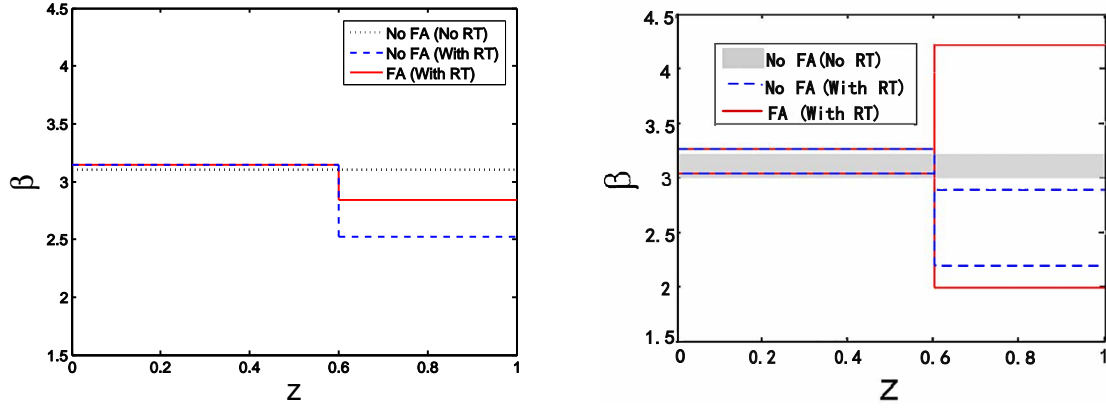 4.5
4
3.5
3
2.5
2
1.5
β
0
0.2
0.4
0.6
0.8
1
Z
No FA (No RT)
No FA (With RT)
FA (With RT)
4.5
4
3.5
3
2.5
2
1.5
β
0
0.2
0.4
0.6
0.8
1
Z
No FA(No RT)
No FA(With RT)
FA (With RT)